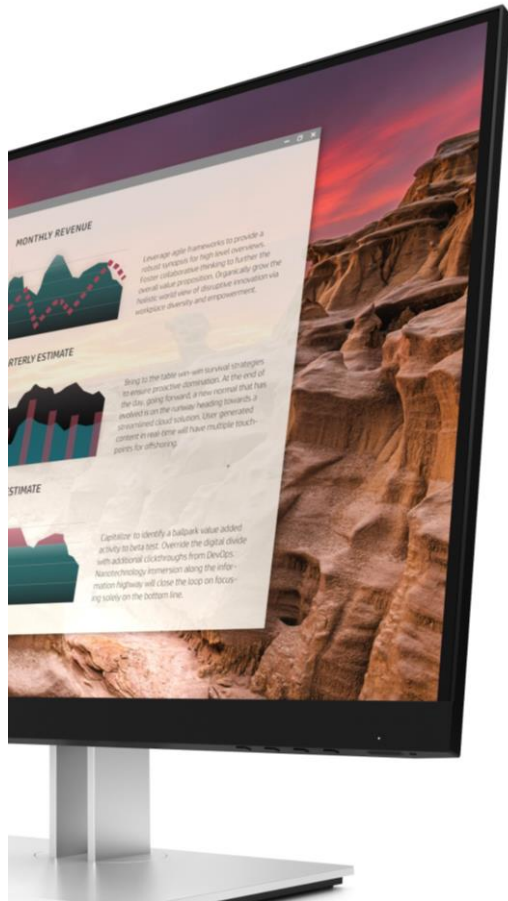 MONTHLY REVENUE
Leverage agile frameworks to provide a
robust synopsis for high level overviews.
Foster collaborative thinking to further the
overall value proposition. Organically grow the
holistic world view of disruptive innovation via
workplace diversity and empowerment.
RTERLY ESTIMATE
Bring to the table win-win survival strategies
to ensure proactive domination. At the end of
the day, going forward, a new normal that has
evolved is on the runway heading towards a
streamlined cloud solution. User generated
content in real-time will have multiple touch-
points for offshoring.
ESTIMATE
Capitalize to identify a ballpark value added
activity to beta test. Override the digital divide
with additional clickthroughs from DevOps.
Nanotechnology immersion along the infor-
mation highway will close the loop on focus-
ing solely on the bottom line.